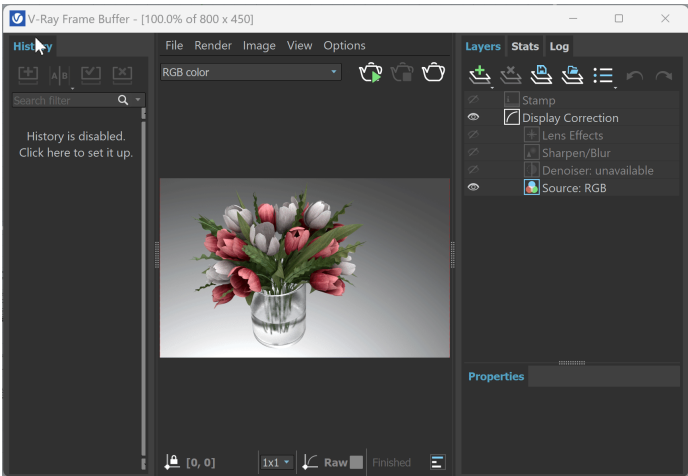 V-Ray Frame Buffer - [100.0% of 800 x 450]
History
File Render Image View Options
Layers Stats Log
RGB color
A B
Search filter
Stamp
Display Correction
Lens Effects
Sharpen/Blur
Denoiser: unavailable
Source: RGB
History is disabled.
Click here to set it up.
Properties
[0, 0]
1x1
Raw
Finished